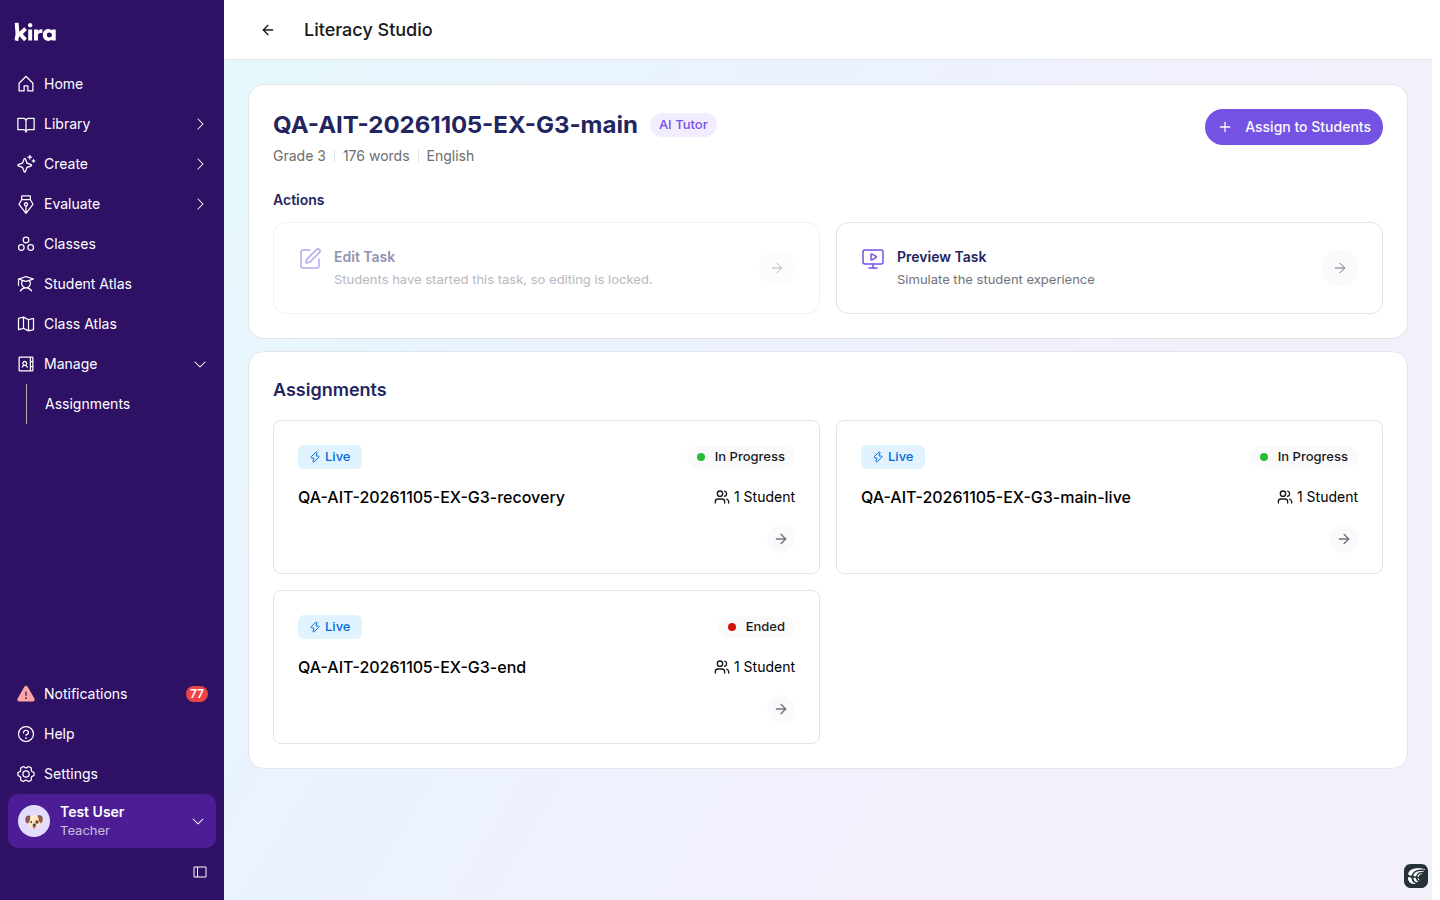 kira
Home
Library
Create
Evaluate
Classes
Student Atlas
Class Atlas
Manage
Assignments
Notifications 77
Help
Settings
Test User
Teacher
Literacy Studio
QA-AIT-20261105-EX-G3-main AI Tutor
Grade 3 176 words English
Assign to Students
Actions
Edit Task
Students have started this task, so editing is locked.
Preview Task
Simulate the student experience
Assignments
Live In Progress
QA-AIT-20261105-EX-G3-recovery 1 Student
Live In Progress
QA-AIT-20261105-EX-G3-main-live 1 Student
Live Ended
QA-AIT-20261105-EX-G3-end 1 Student